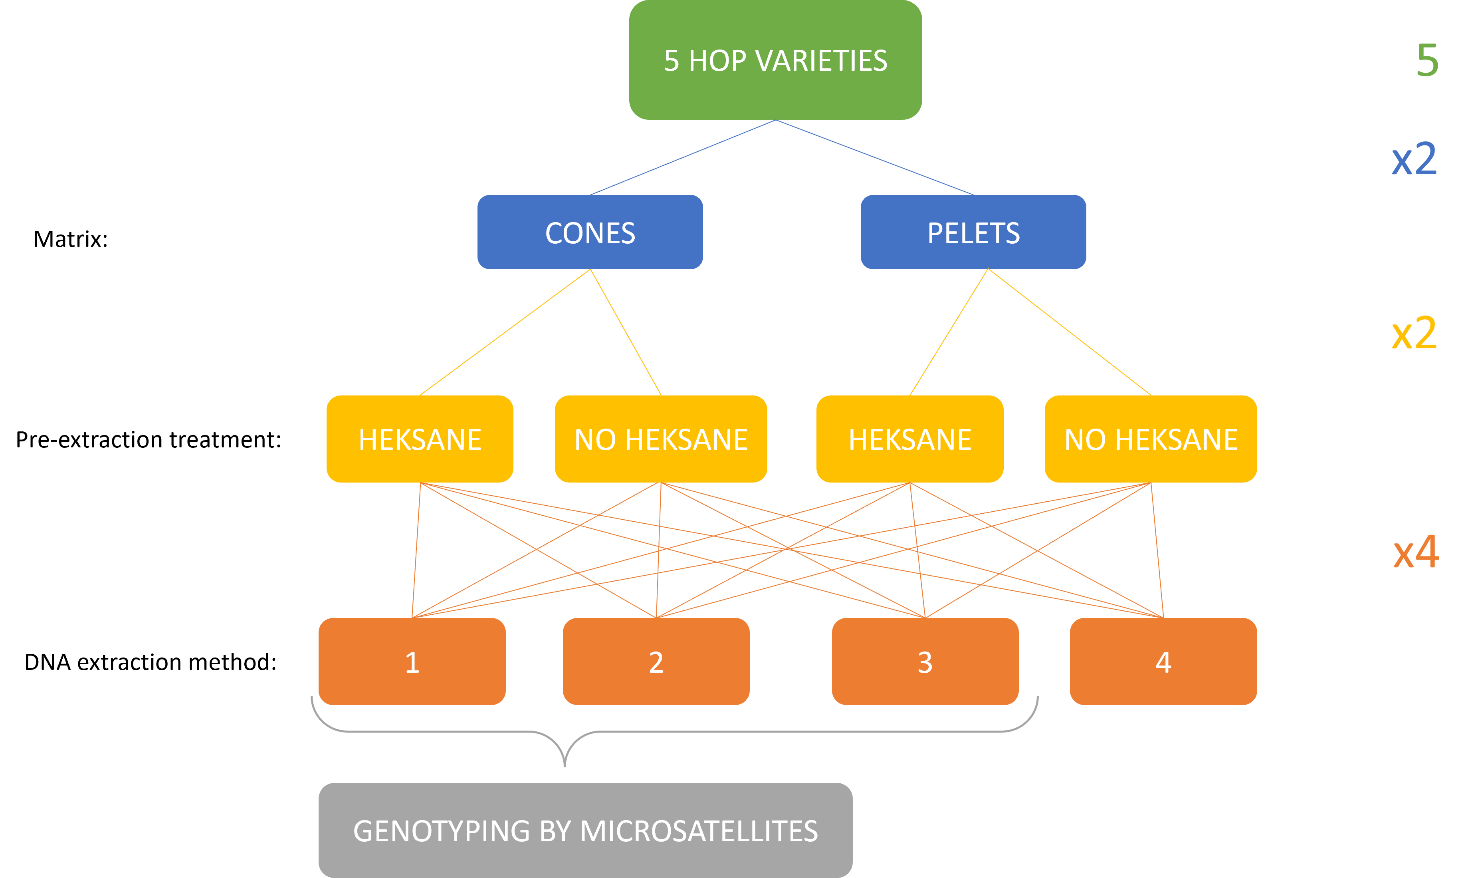 5 HOP VARIETIES
5
x2
Matrix:
CONES
PELETS
x2
Pre-extraction treatment:
HEKSANE
NO HEKSANE
HEKSANE
NO HEKSANE
x4
DNA extraction method:
1
2
3
4
GENOTYPING BY MICROSATELLITES